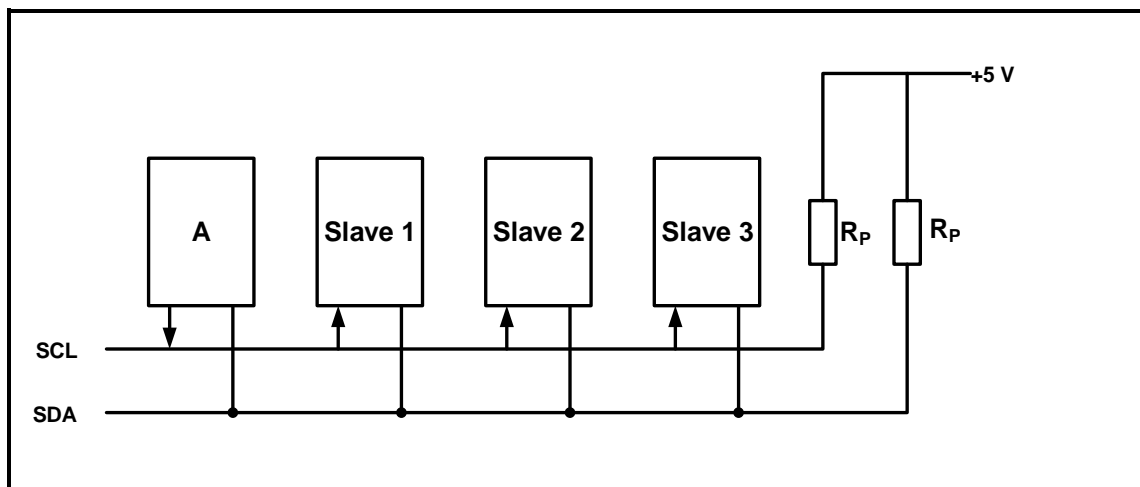 +5 V
A
Slave 1
Slave 2
Slave 3
RP
RP
SCL
SDA